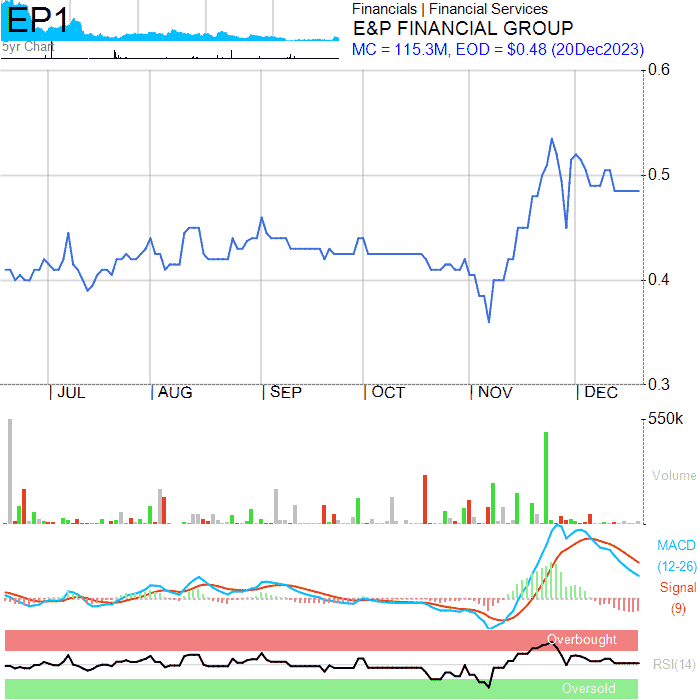 EP1
5yr Chart
Financials | Financial Services
E&P FINANCIAL GROUP
MC = 115.3M, EOD = $0.48 (20Dec2023)
0.6
0.5
0.4
0.3
JUL AUG SEP OCT NOV DEC
550k
Volume
MACD
(12-26)
Signal
(9)
Overbought
RSI(14)
Oversold